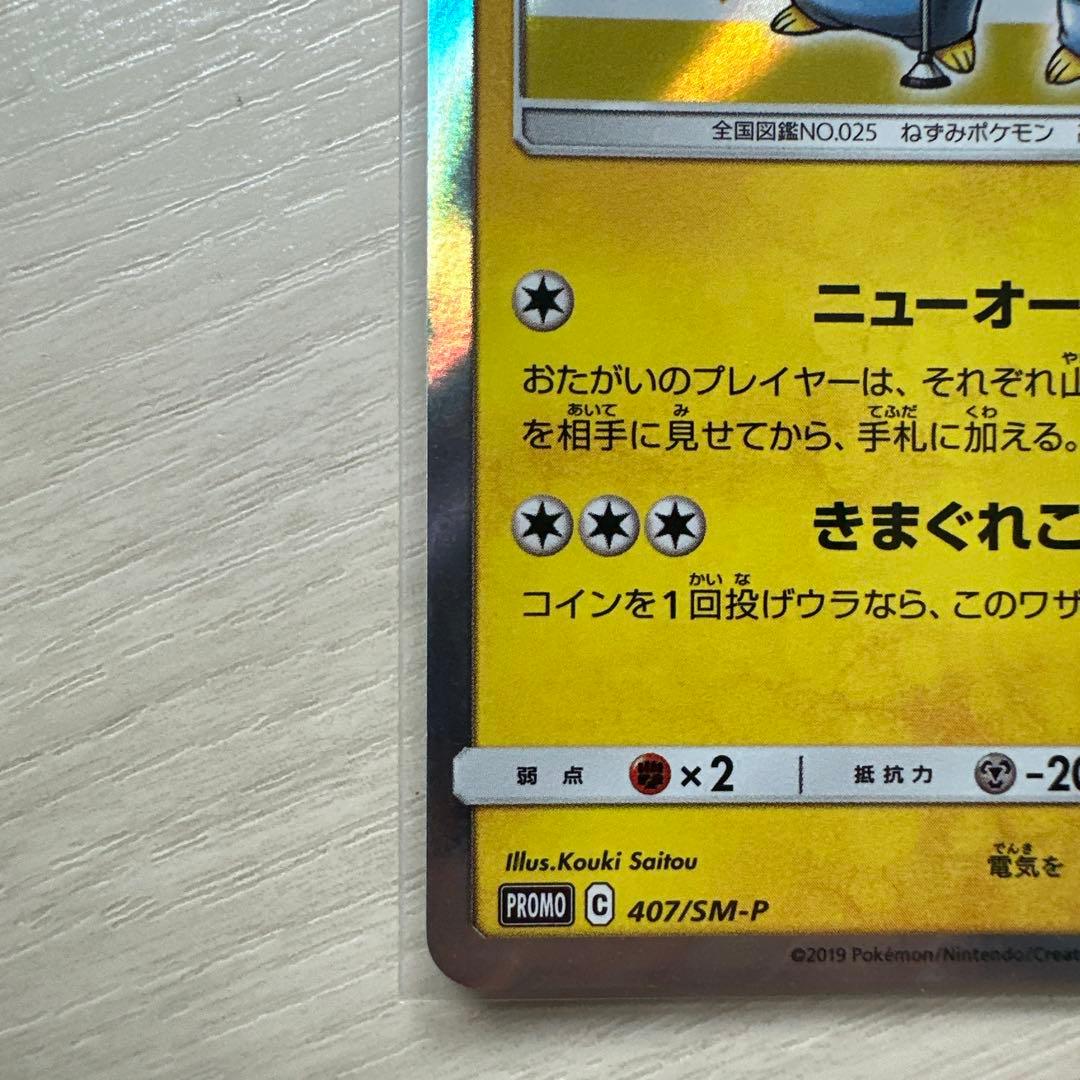 全国図鑑NO.025 ねずみポケモン
ニューオー
おたがいのプレイヤーは、それぞれ山
を相手に見せてから、手札に加える。
あいて み てふだ くわ
きまぐれこ
かい な
コインを1回投げウラなら、このワザ
弱点 ×2 抵抗力 -20
Illus.Kouki Saitou
でんき
電気を
PROMO C 407/SM-P
©2019 Pokémon/Nintendo/Creat